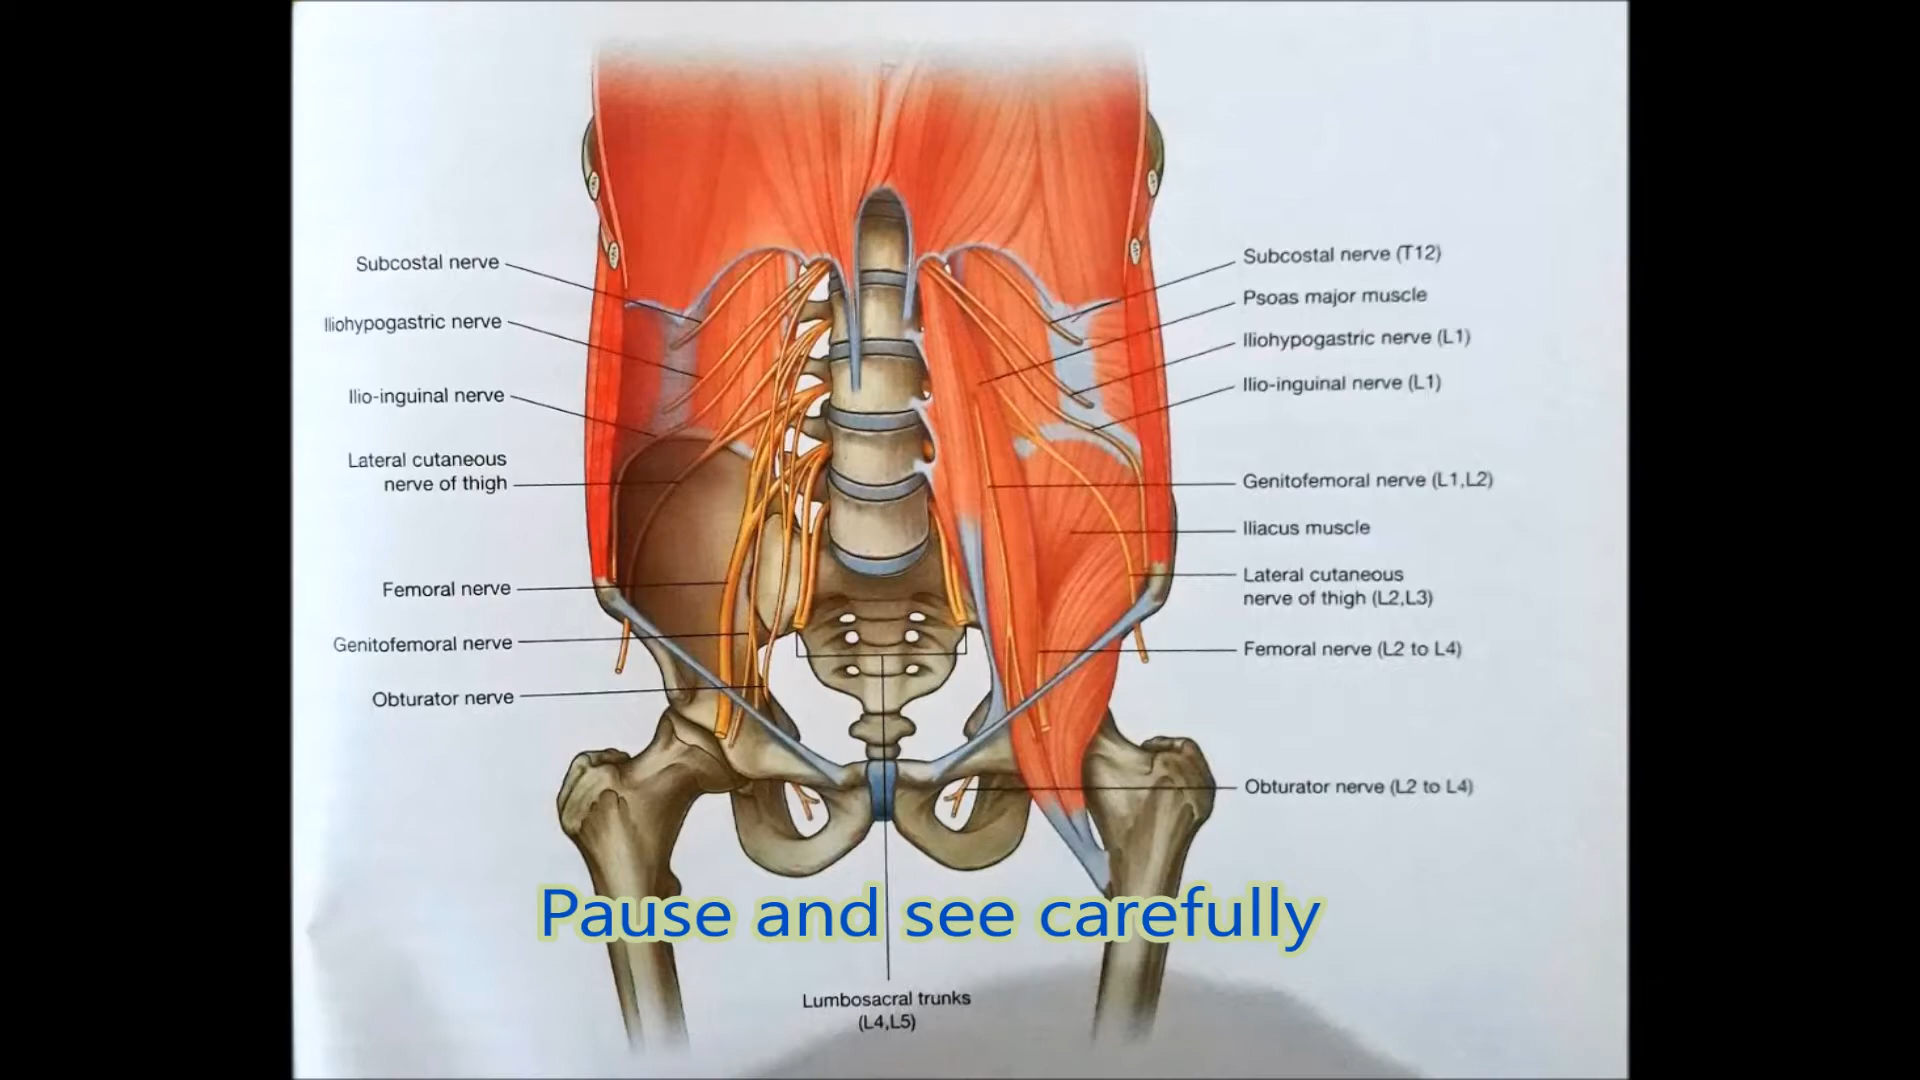 Subcostal nerve
Iliohypogastric nerve
Ilio-inguinal nerve
Lateral cutaneous
nerve of thigh
Femoral nerve
Genitofemoral nerve
Obturator nerve
Subcostal nerve (T12)
Psoas major muscle
Iliohypogastric nerve (L1)
Ilio-inguinal nerve (L1)
Genitofemoral nerve (L1,L2)
Iliacus muscle
Lateral cutaneous
nerve of thigh (L2,L3)
Femoral nerve (L2 to L4)
Obturator nerve (L2 to L4)
Pause and see carefully
Lumbosacral trunks
(L4,L5)